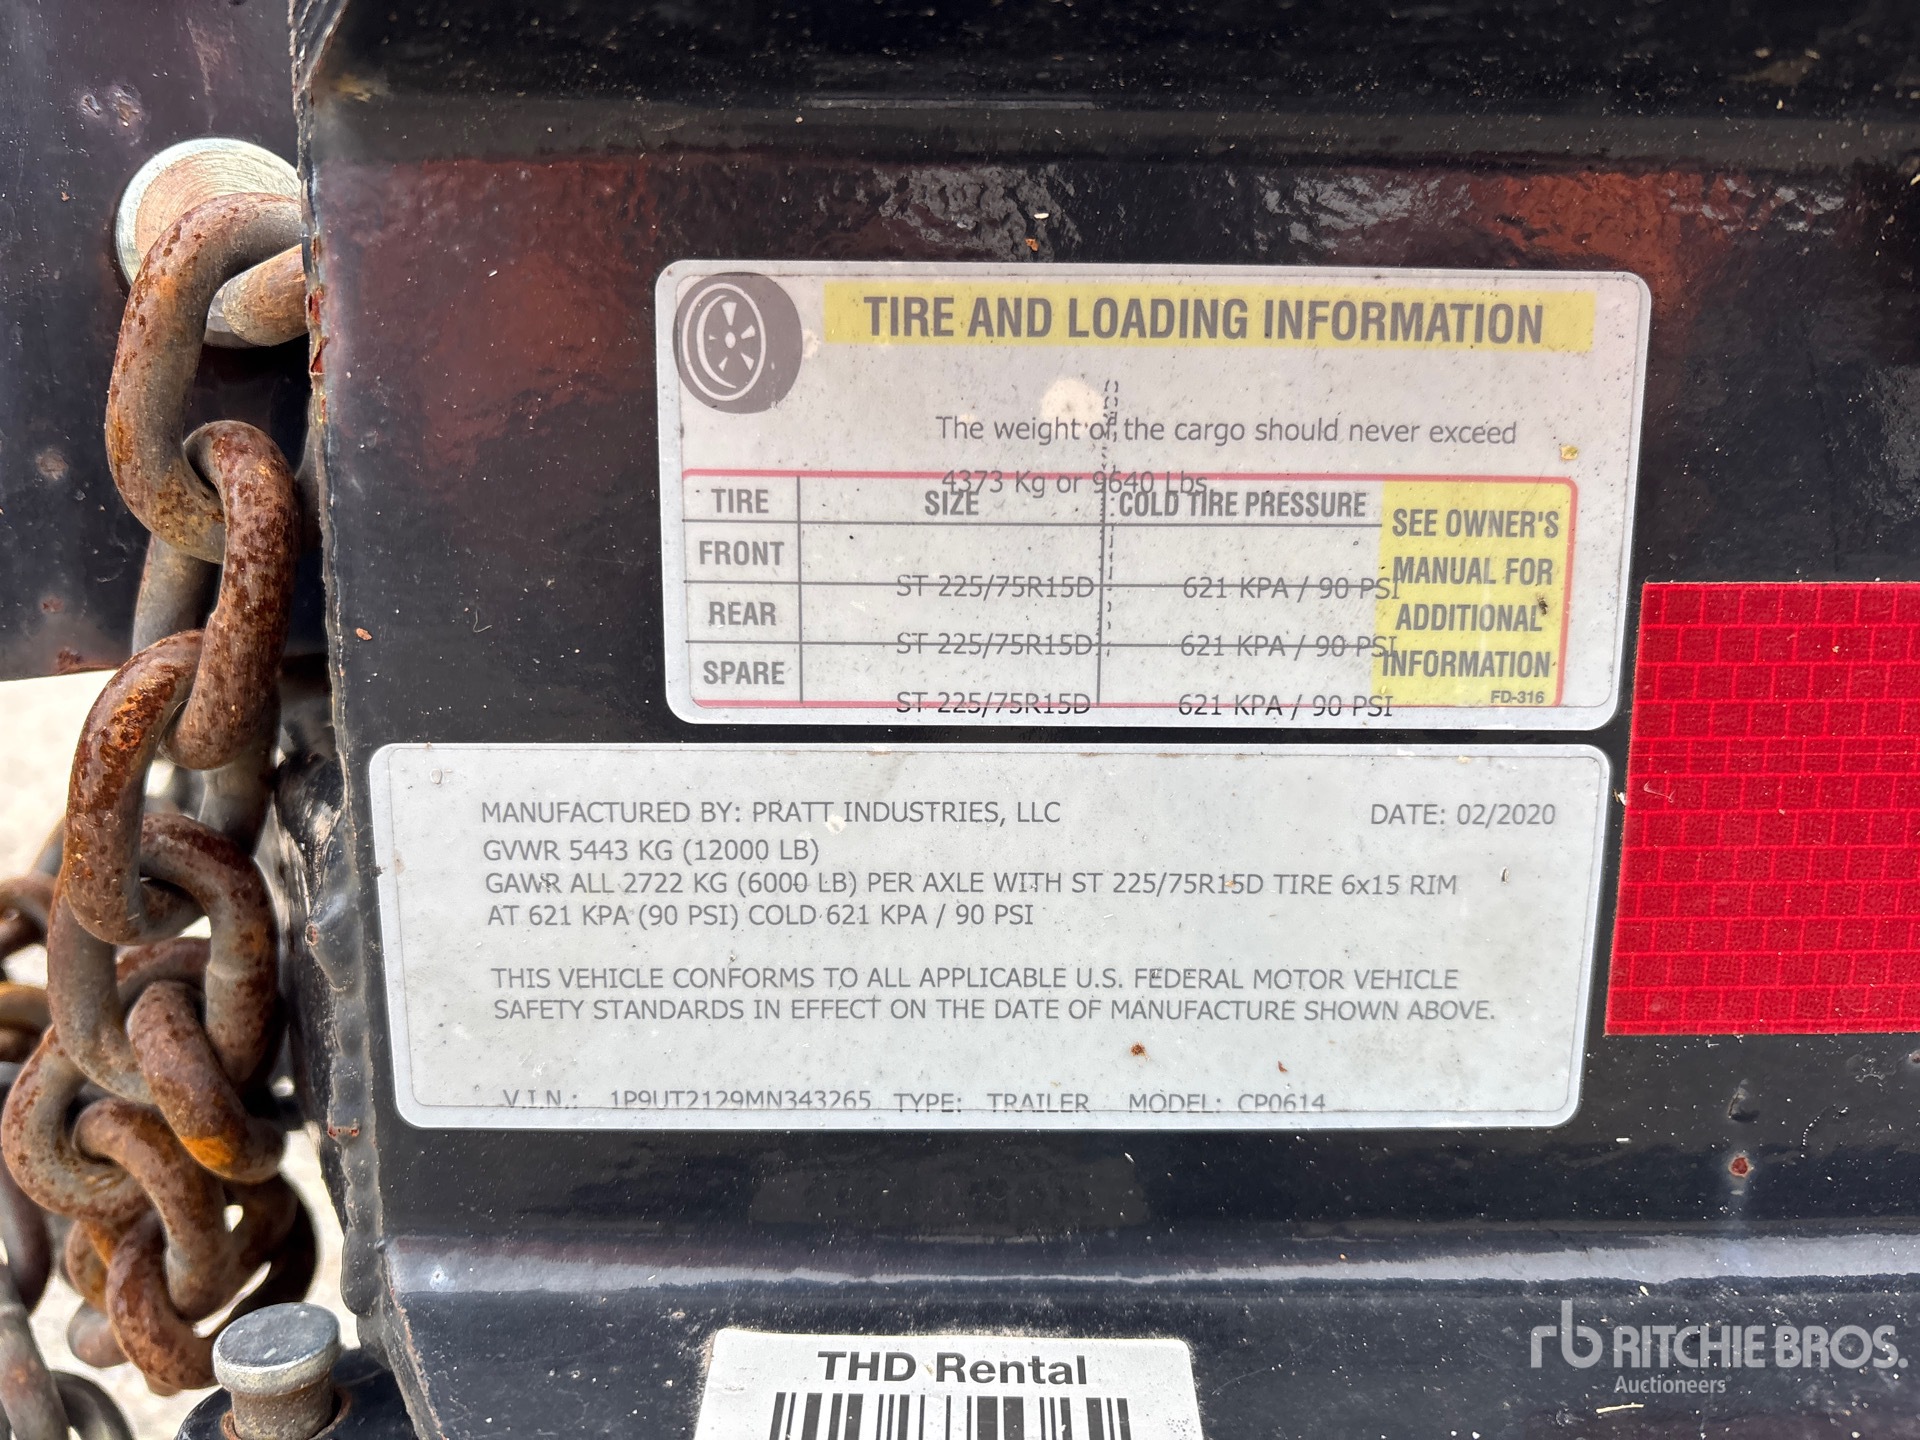 TIRE AND LOADING INFORMATION
The weight of the cargo should never exceed
4373 Kg or 9640 Lbs
TIRE SIZE COLD TIRE PRESSURE
FRONT ST 225/75R15D 621 KPA / 90 PSI
REAR ST 225/75R15D 621 KPA / 90 PSI
SPARE ST 225/75R15D 621 KPA / 90 PSI
SEE OWNER'S
MANUAL FOR
ADDITIONAL
INFORMATION
FD-316
MANUFACTURED BY: PRATT INDUSTRIES, LLC DATE: 02/2020
GVWR 5443 KG (12000 LB)
GAWR ALL 2722 KG (6000 LB) PER AXLE WITH ST 225/75R15D TIRE 6x15 RIM
AT 621 KPA (90 PSI) COLD 621 KPA / 90 PSI
THIS VEHICLE CONFORMS TO ALL APPLICABLE U.S. FEDERAL MOTOR VEHICLE
SAFETY STANDARDS IN EFFECT ON THE DATE OF MANUFACTURE SHOWN ABOVE.
V.I.N.: 1P9UT2129MN343265 TYPE: TRAILER MODEL: CP0614
THD Rental
rb RITCHIE BROS.
Auctioneers